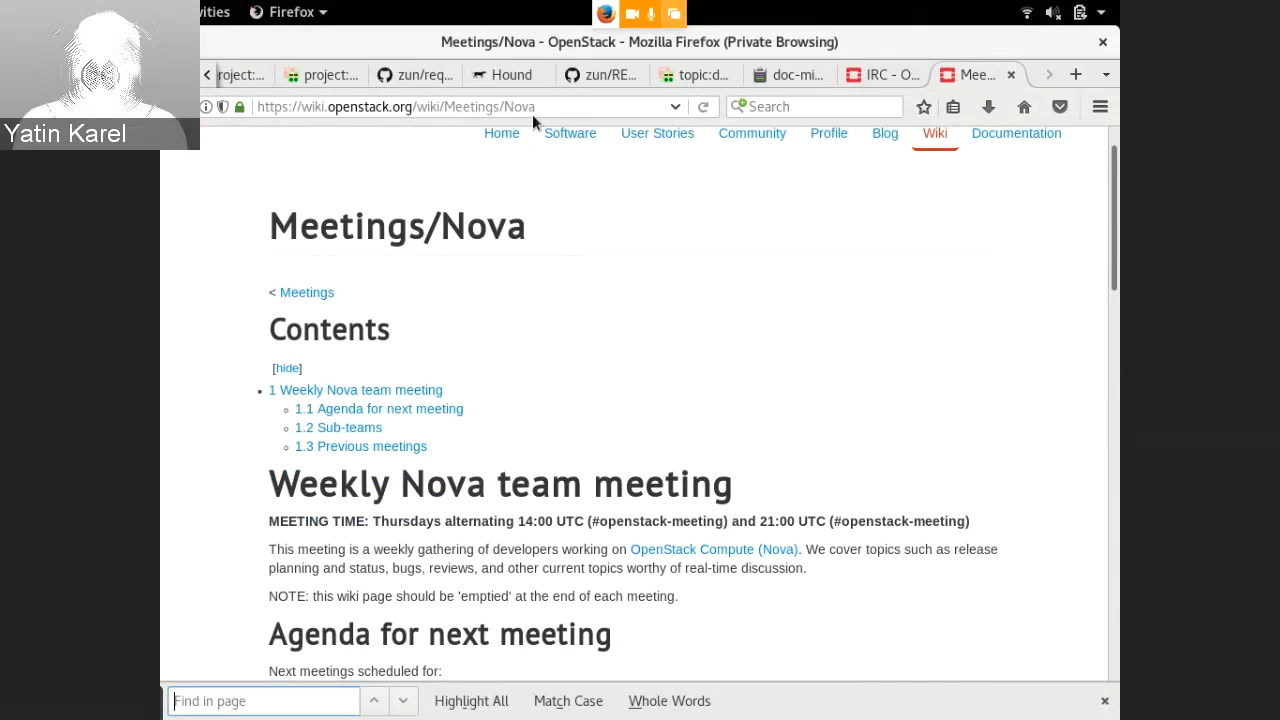 vities Firefox
Meetings/Nova - OpenStack - Mozilla Firefox (Private Browsing)
roject:... project:... zun/req... Hound zun/RE... topic:d... doc-mi... IRC - O... Mee...
https://wiki.openstack.org/wiki/Meetings/Nova Search
Yatin Karel
Home Software User Stories Community Profile Blog Wiki Documentation
Meetings/Nova
< Meetings
Contents
[hide]
1 Weekly Nova team meeting
1.1 Agenda for next meeting
1.2 Sub-teams
1.3 Previous meetings
Weekly Nova team meeting
MEETING TIME: Thursdays alternating 14:00 UTC (#openstack-meeting) and 21:00 UTC (#openstack-meeting)
This meeting is a weekly gathering of developers working on OpenStack Compute (Nova). We cover topics such as release
planning and status, bugs, reviews, and other current topics worthy of real-time discussion.
NOTE: this wiki page should be 'emptied' at the end of each meeting.
Agenda for next meeting
Next meetings scheduled for:
Find in page Highlight All Match Case Whole Words